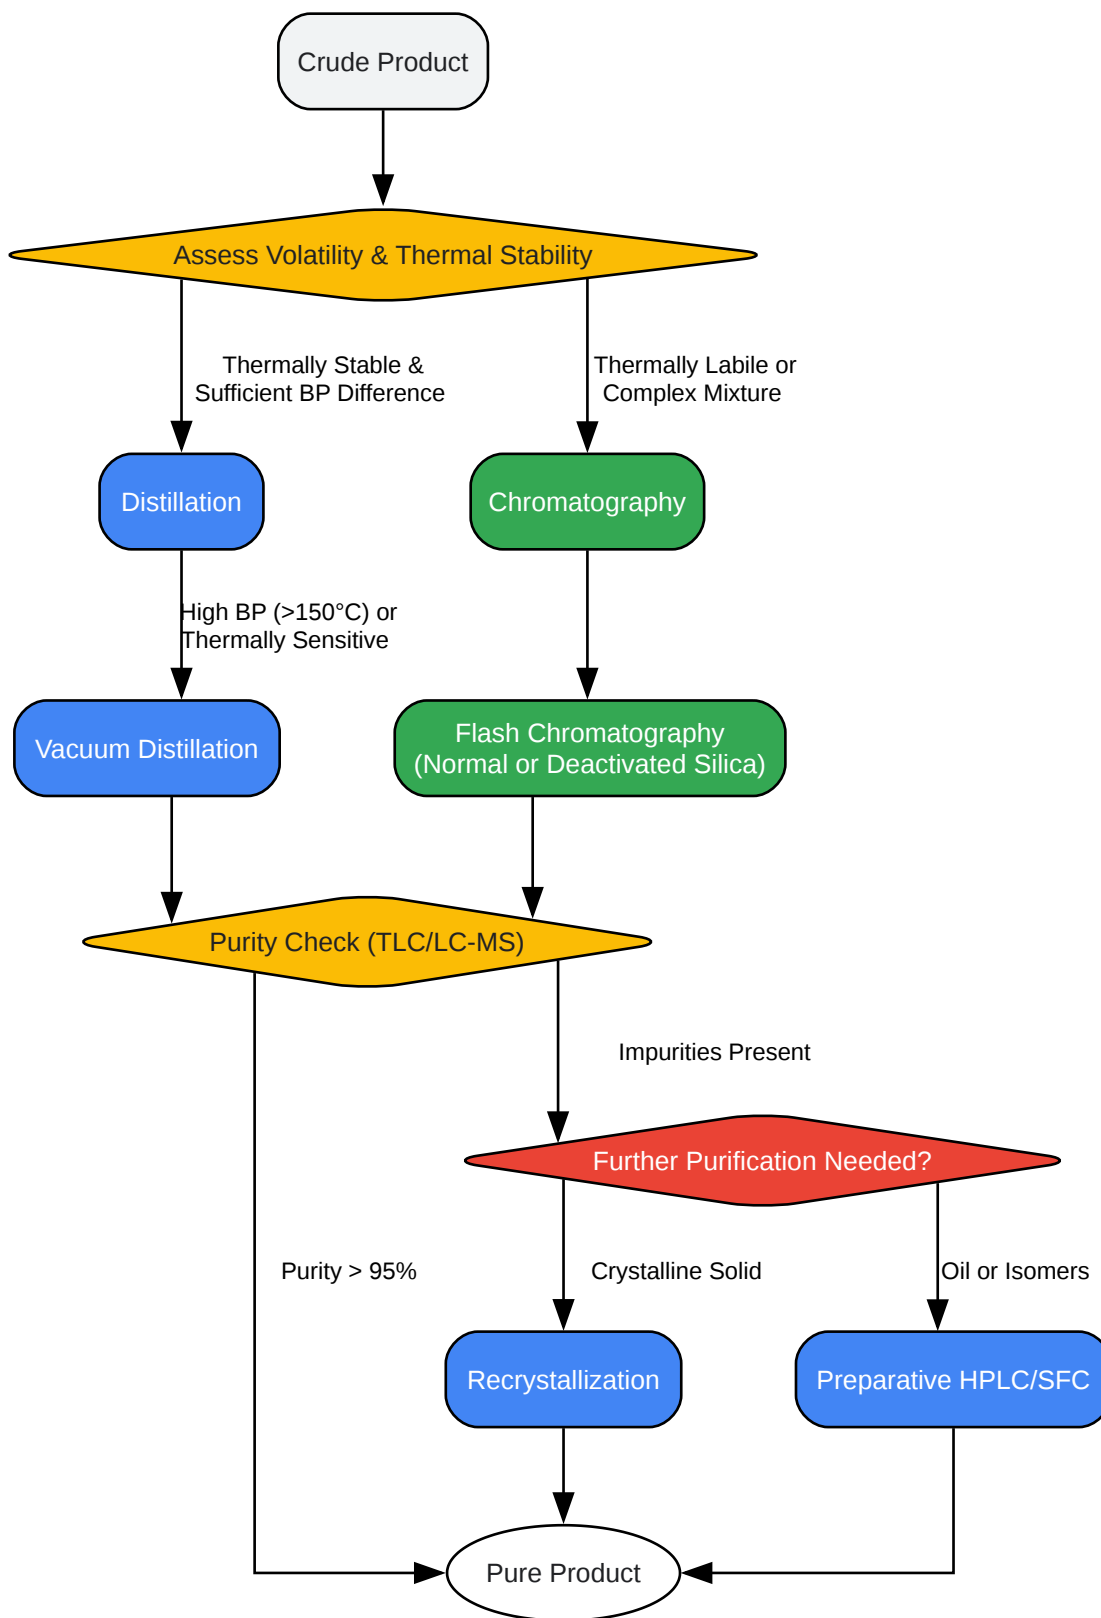 Crude Product
Assess Volatility & Thermal Stability
Thermally Stable &
Sufficient BP Difference
Thermally Labile or
Complex Mixture
Distillation
Chromatography
High BP (>150°C) or
Thermally Sensitive
Vacuum Distillation
Flash Chromatography
(Normal or Deactivated Silica)
Purity Check (TLC/LC-MS)
Impurities Present
Further Purification Needed?
Purity > 95%
Crystalline Solid
Oil or Isomers
Recrystallization
Preparative HPLC/SFC
Pure Product